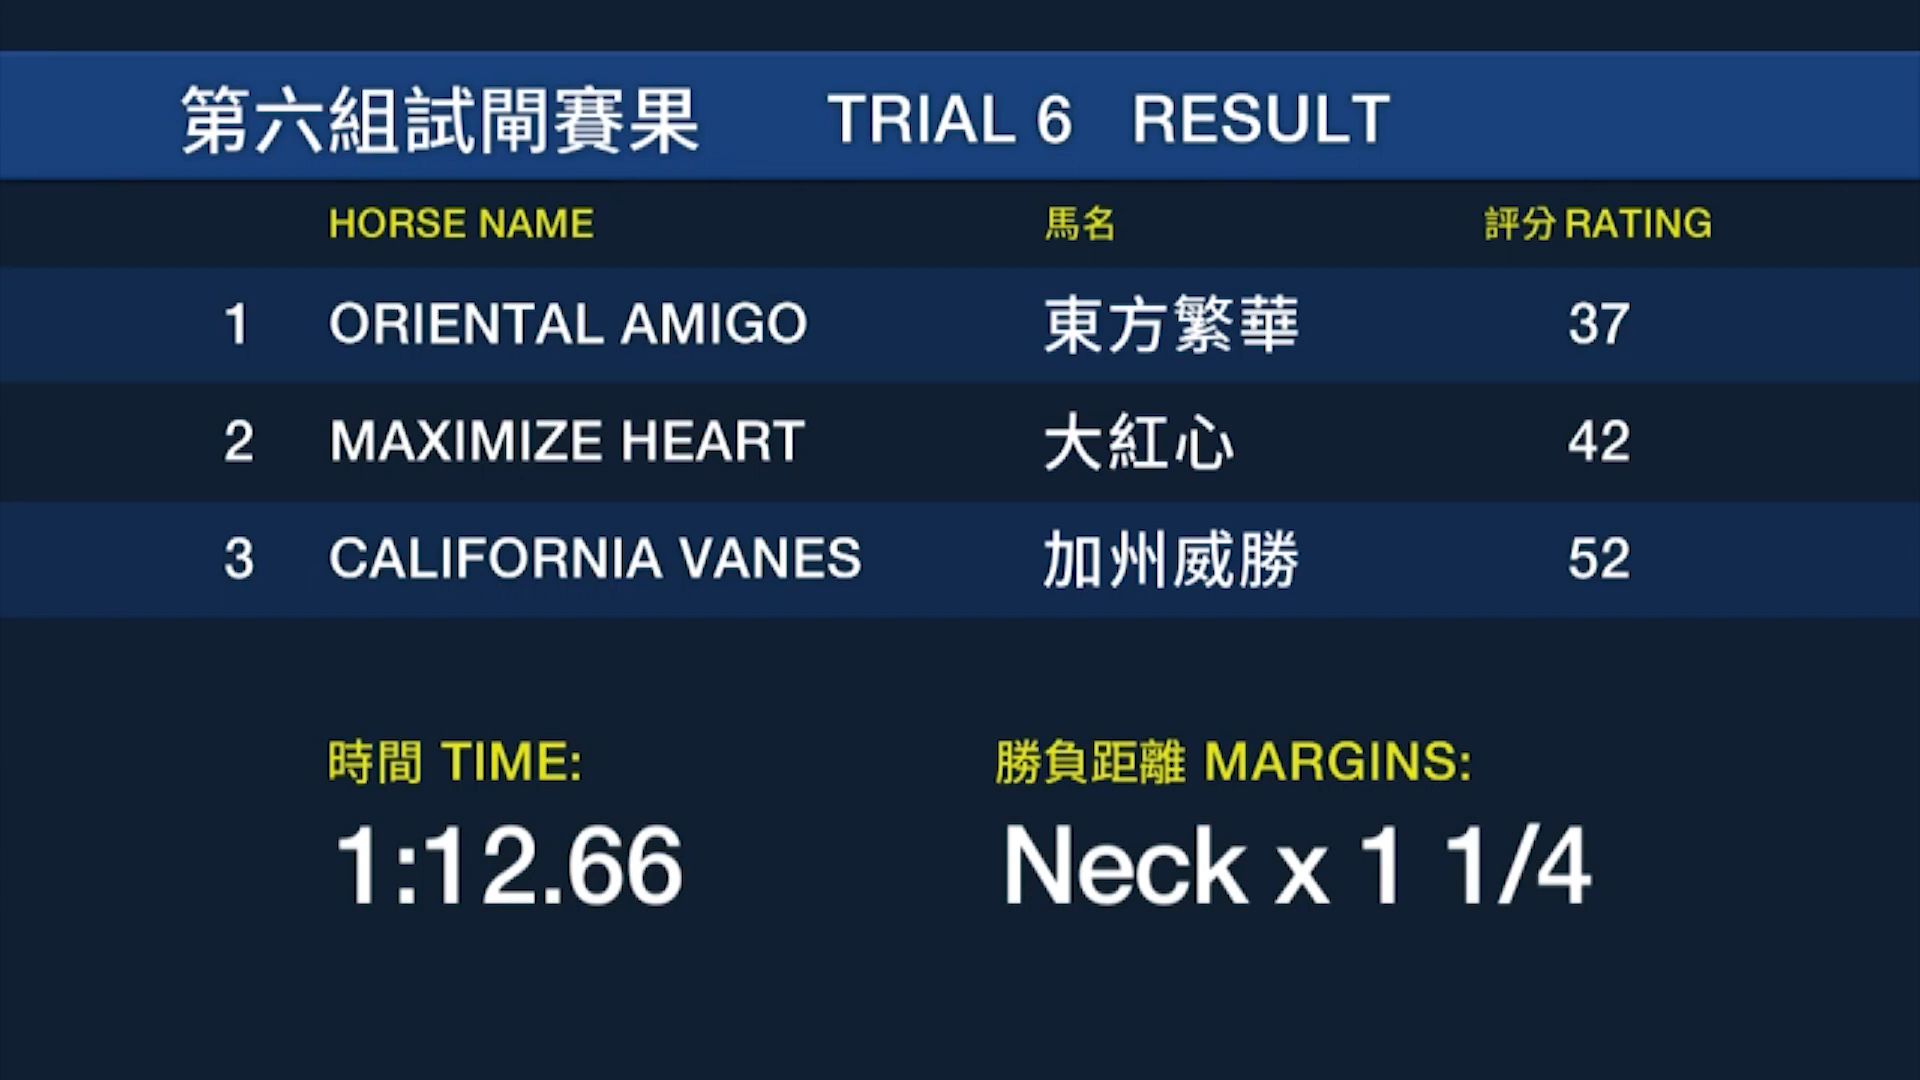 第六組試閘賽果 TRIAL 6 RESULT
HORSE NAME 馬名 評分 RATING
1 ORIENTAL AMIGO 東方繁華 37
2 MAXIMIZE HEART 大紅心 42
3 CALIFORNIA VANES 加州威勝 52
時間 TIME: 勝負距離 MARGINS:
1:12.66 Neck x 1 1/4